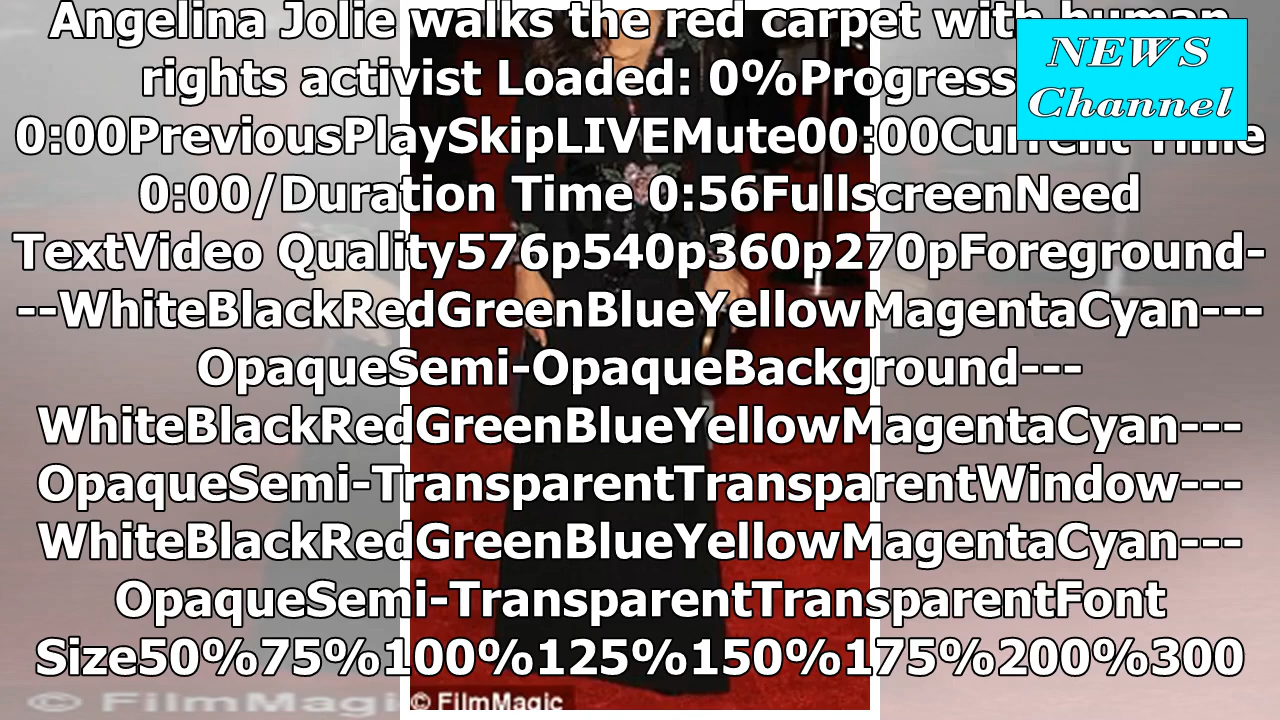 Angelina Jolie walks the red carpet with human
rights activist Loaded: 0%Progress
NEWS
Channel
0:00PreviousPlaySkipLIVEMute00:00Current Time
0:00/Duration Time 0:56FullscreenNeed
TextVideo Quality576p540p360p270pForeground-
--WhiteBlackRedGreenBlueYellowMagentaCyan---
OpaqueSemi-OpaqueBackground---
WhiteBlackRedGreenBlueYellowMagentaCyan---
OpaqueSemi-TransparentTransparentWindow---
WhiteBlackRedGreenBlueYellowMagentaCyan---
OpaqueSemi-TransparentTransparentFont
Size50%75%100%125%150%175%200%300
© FilmMagi
© FilmMagic